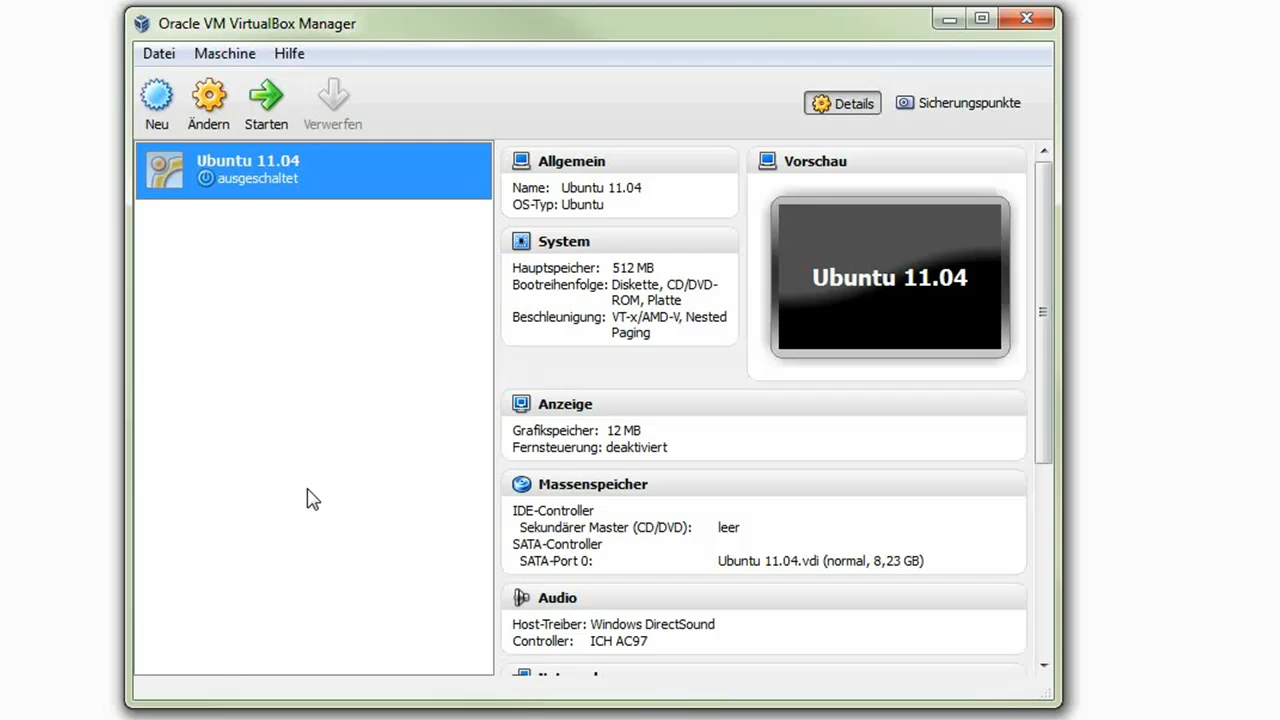 Oracle VM VirtualBox Manager
Datei Maschine Hilfe
Neu Ändern Starten Verwerfen
Details Sicherungspunkte
Ubuntu 11.04
ausgeschaltet
Allgemein
Name: Ubuntu 11.04
OS-Typ: Ubuntu
System
Hauptspeicher: 512 MB
Bootreihenfolge: Diskette, CD/DVD-
ROM, Platte
Beschleunigung: VT-x/AMD-V, Nested
Paging
Vorschau
Ubuntu 11.04
Anzeige
Grafikspeicher: 12 MB
Fernsteuerung: deaktiviert
Massenspeicher
IDE-Controller
Sekundärer Master (CD/DVD): leer
SATA-Controller
SATA-Port 0: Ubuntu 11.04.vdi (normal, 8,23 GB)
Audio
Host-Treiber: Windows DirectSound
Controller: ICH AC97